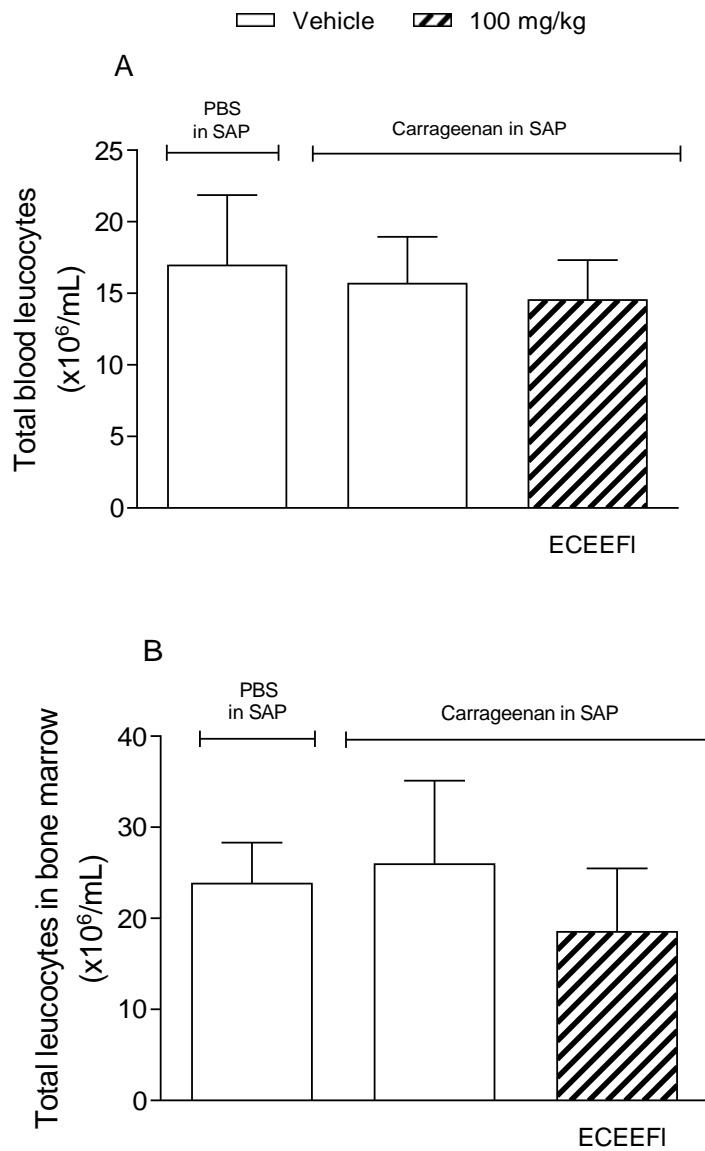 Vehicle 100 mg/kg
A
PBS
in SAP
Carrageenan in SAP
Total blood leucocytes
(x10⁶/mL)
25
20
15
10
5
0
ECEEFl
B
PBS
in SAP
Carrageenan in SAP
Total leucocytes in bone marrow
(x10⁶/mL)
40
30
20
10
0
ECEEFl